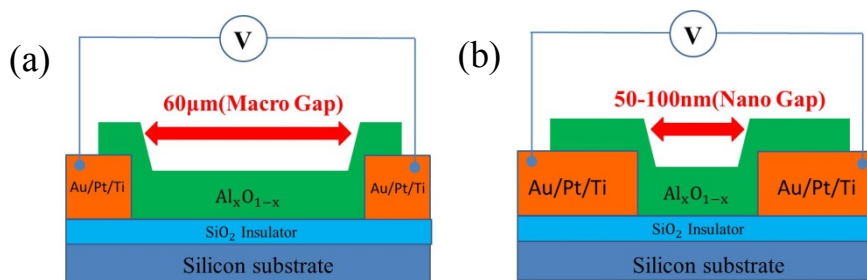 (a)
V
60μm(Macro Gap)
Au/Pt/Ti
Au/Pt/Ti
AlₓO₁₋ₓ
SiO₂ Insulator
Silicon substrate
(b)
V
50-100nm(Nano Gap)
Au/Pt/Ti
Au/Pt/Ti
AlₓO₁₋ₓ
SiO₂ Insulator
Silicon substrate